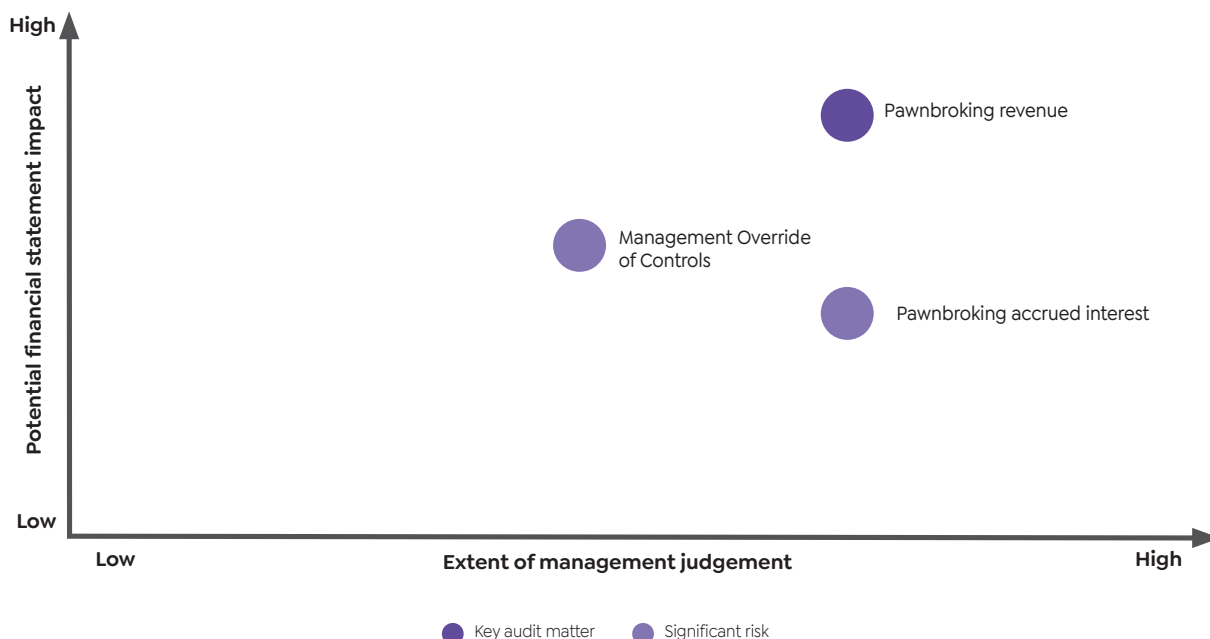 High
Potential financial statement impact
Pawnbroking revenue
Management Override
of Controls
Pawnbroking accrued interest
Low
Low
Extent of management judgement
High
Key audit matter
Significant risk